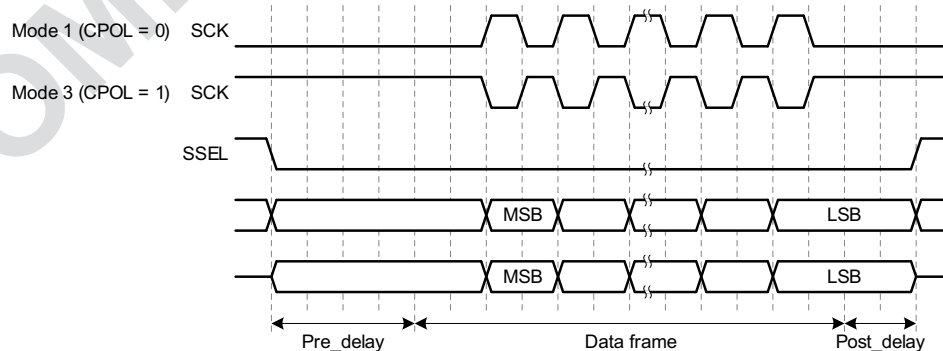 Mode 1 (CPOL = 0) SCK
Mode 3 (CPOL = 1) SCK
SSEL
MSB LSB
MSB LSB
Pre_delay Data frame Post_delay